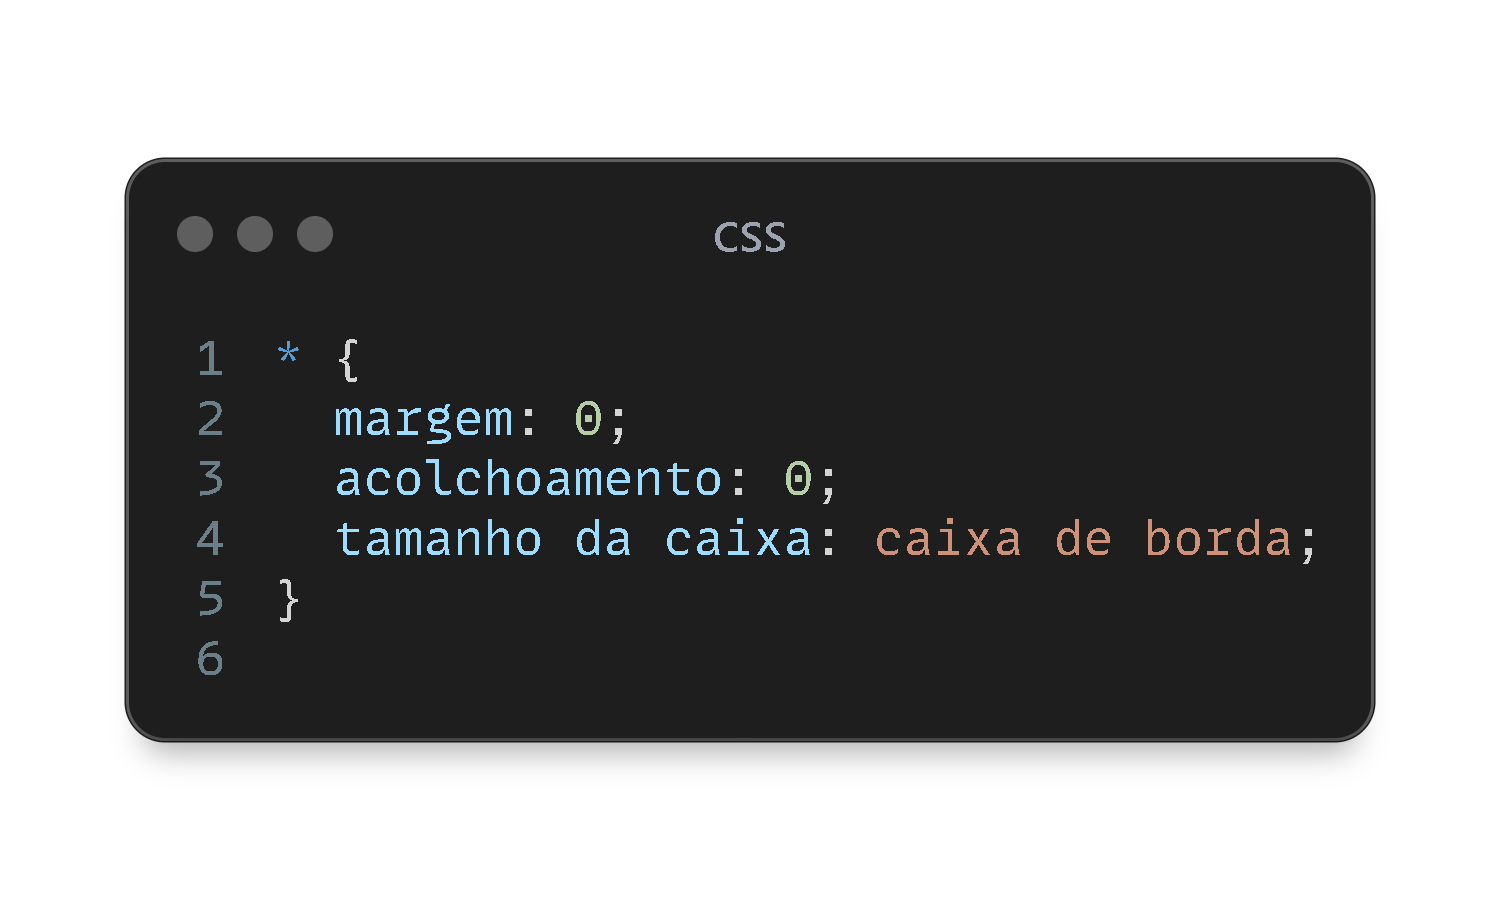 CSS
1 * {
2 margem: 0;
3 acolchoamento: 0;
4 tamanho da caixa: caixa de borda;
5 }
6